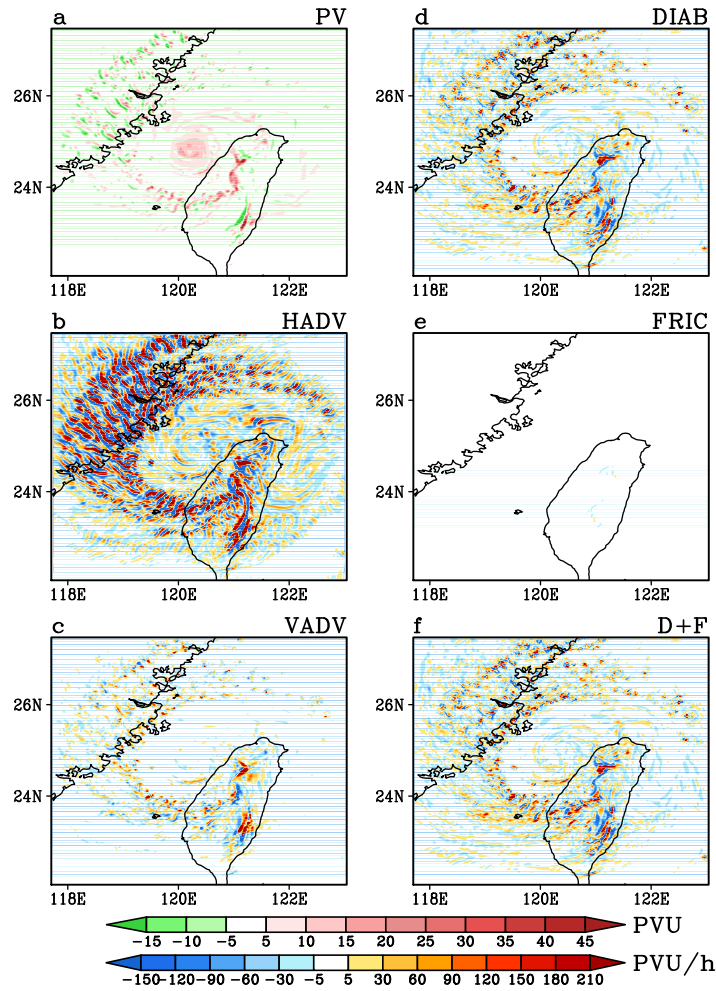 a PV
26N
24N
118E 120E 122E
d DIAB
26N
24N
118E 120E 122E
b HADV
26N
24N
118E 120E 122E
e FRIC
26N
24N
118E 120E 122E
c VADV
26N
24N
118E 120E 122E
f D+F
26N
24N
118E 120E 122E
-15 -10 -5 5 10 15 20 25 30 35 40 45 PVU
-150 -120 -90 -60 -30 -5 5 30 60 90 120 150 180 210 PVU/h